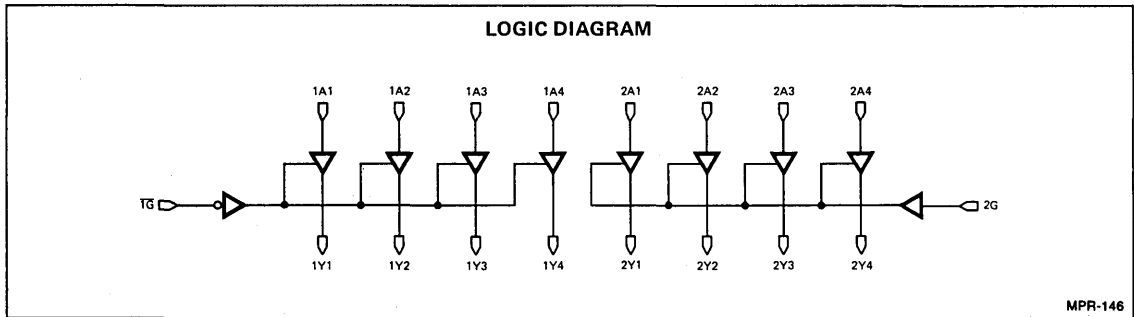 LOGIC DIAGRAM
1A1 1A2 1A3 1A4 2A1 2A2 2A3 2A4
1G 2G
1Y1 1Y2 1Y3 1Y4 2Y1 2Y2 2Y3 2Y4
MPR-146